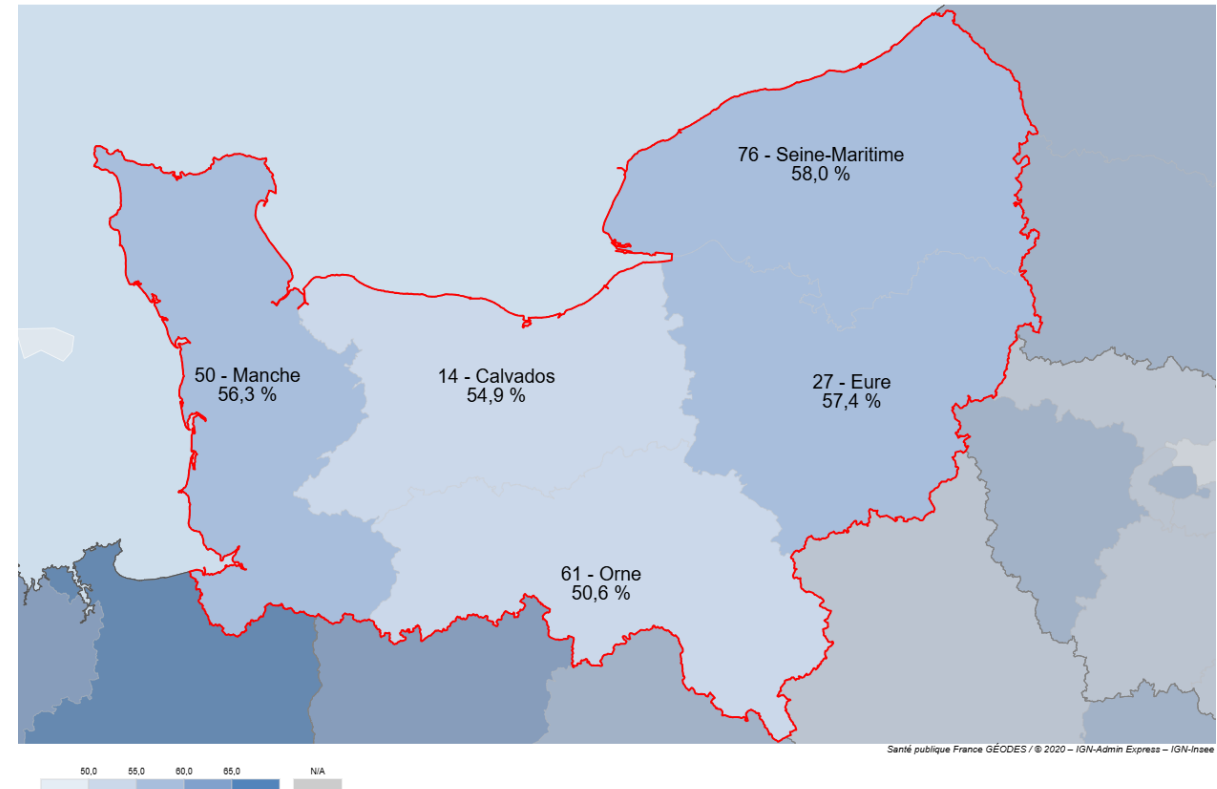 76 - Seine-Maritime
58,0 %
50 - Manche
56,3 %
14 - Calvados
54,9 %
27 - Eure
57,4 %
61 - Orne
50,6 %
Santé publique France GÉODES / © 2020 – IGN-Admin Express – IGN-Insee
50,0 55,0 60,0 65,0 N/A